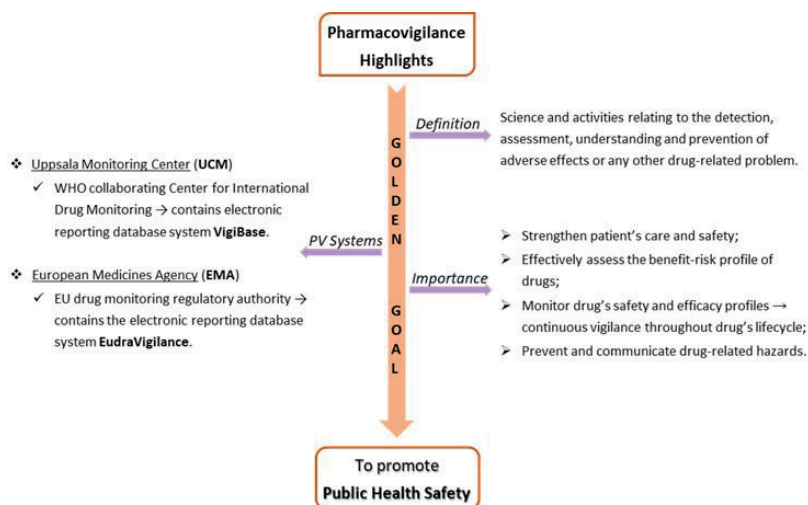 Pharmacovigilance
Highlights
Definition
Science and activities relating to the detection,
assessment, understanding and prevention of
adverse effects or any other drug-related problem.
❖ Uppsala Monitoring Center (UCM)
✓ WHO collaborating Center for International
Drug Monitoring → contains electronic
reporting database system VigiBase.
❖ European Medicines Agency (EMA)
✓ EU drug monitoring regulatory authority →
contains the electronic reporting database
system EudraVigilance.
PV Systems
GOLDEN GOAL
Importance
➢ Strengthen patient's care and safety;
➢ Effectively assess the benefit-risk profile of
drugs;
➢ Monitor drug's safety and efficacy profiles →
continuous vigilance throughout drug's lifecycle;
➢ Prevent and communicate drug-related hazards.
To promote
Public Health Safety